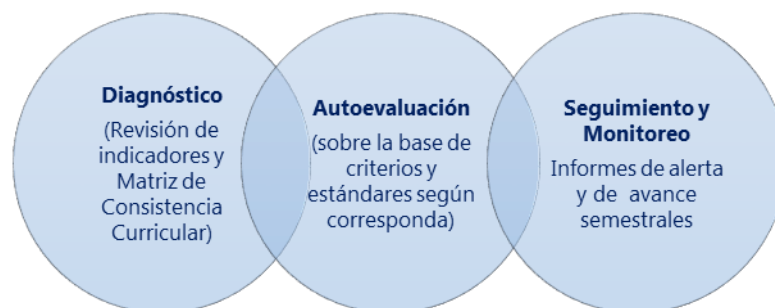 Diagnóstico
(Revisión de
indicadores y
Matriz de
Consistencia
Curricular)
Autoevaluación
(sobre la base de
criterios y
estándares según
corresponda)
Seguimiento y
Monitoreo
Informes de alerta
y de avance
semestrales